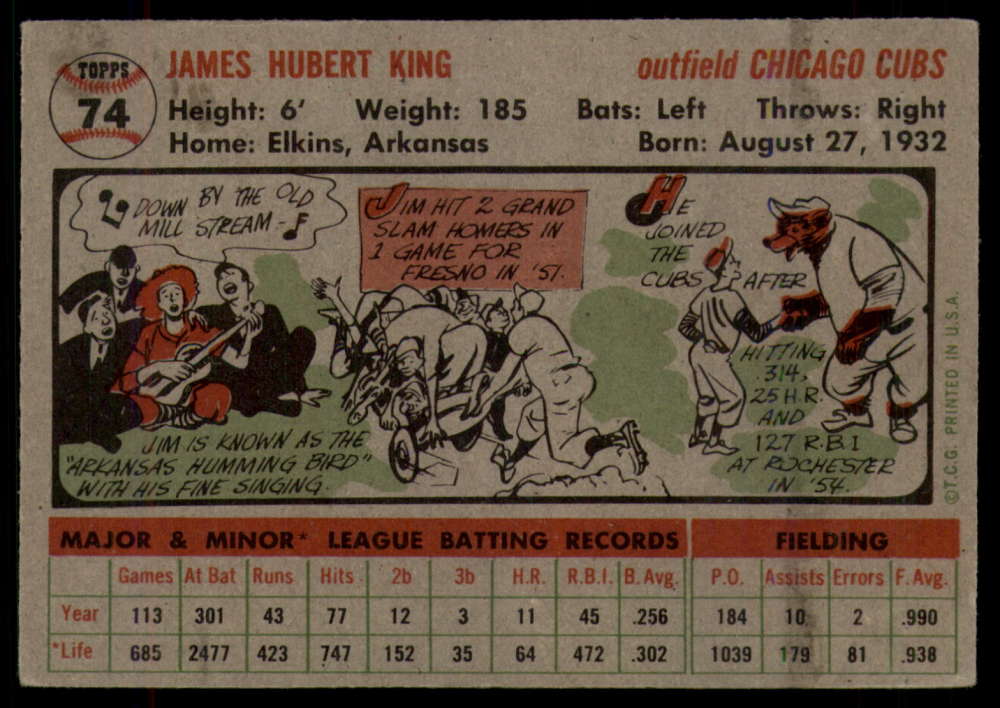 TOPPS
74
JAMES HUBERT KING
outfield CHICAGO CUBS
Height: 6' Weight: 185 Bats: Left Throws: Right
Home: Elkins, Arkansas Born: August 27, 1932
DOWN BY THE OLD
MILL STREAM-
JIM IS KNOWN AS THE
"ARKANSAS HUMMING BIRD"
WITH HIS FINE SINGING.
JIM HIT 2 GRAND
SLAM HOMERS IN
1 GAME FOR
FRESNO IN '51.
HE
JOINED
THE
CUBS AFTER
HITTING
.314,
25 H.R.
AND
127 R.B.I
AT ROCHESTER
IN '54.
©T.C.G. PRINTED IN U.S.A.
MAJOR & MINOR* LEAGUE BATTING RECORDS FIELDING
Games At Bat Runs Hits 2b 3b H.R. R.B.I. B. Avg. P.O. Assists Errors F. Avg.
Year 113 301 43 77 12 3 11 45 .256 184 10 2 .990
*Life 685 2477 423 747 152 35 64 472 .302 1039 179 81 .938